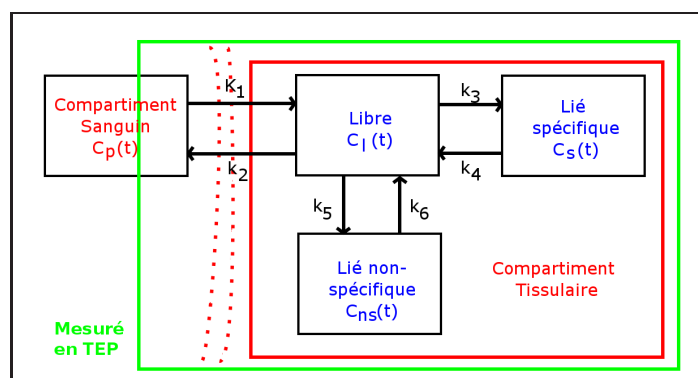 Compartiment
Sanguin
Cp(t)
k1
k2
Libre
Cl(t)
k3
k4
Lié
spécifique
Cs(t)
k5
k6
Lié non-
spécifique
Cns(t)
Compartiment
Tissulaire
Mesuré
en TEP